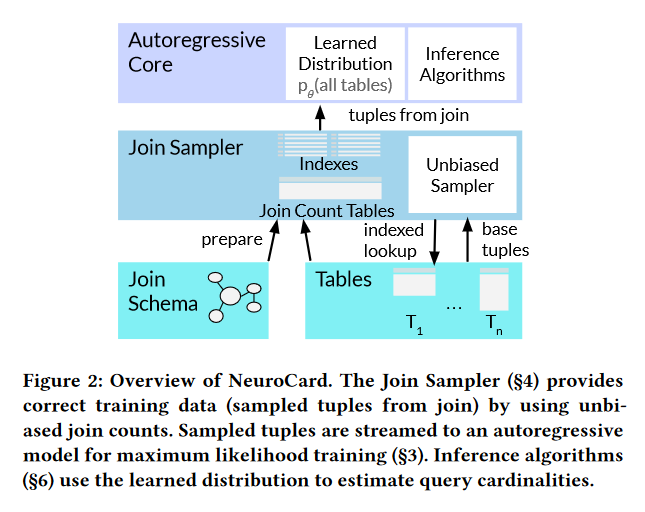 Autoregressive
Core
Learned
Distribution
pθ(all tables)
Inference
Algorithms
tuples from join
Join Sampler
Indexes
Join Count Tables
Unbiased
Sampler
prepare
indexed
lookup
base
tuples
Join
Schema
Tables
T1
...
Tn
Figure 2: Overview of NeuroCard. The Join Sampler (§4) provides
correct training data (sampled tuples from join) by using unbi-
ased join counts. Sampled tuples are streamed to an autoregressive
model for maximum likelihood training (§3). Inference algorithms
(§6) use the learned distribution to estimate query cardinalities.